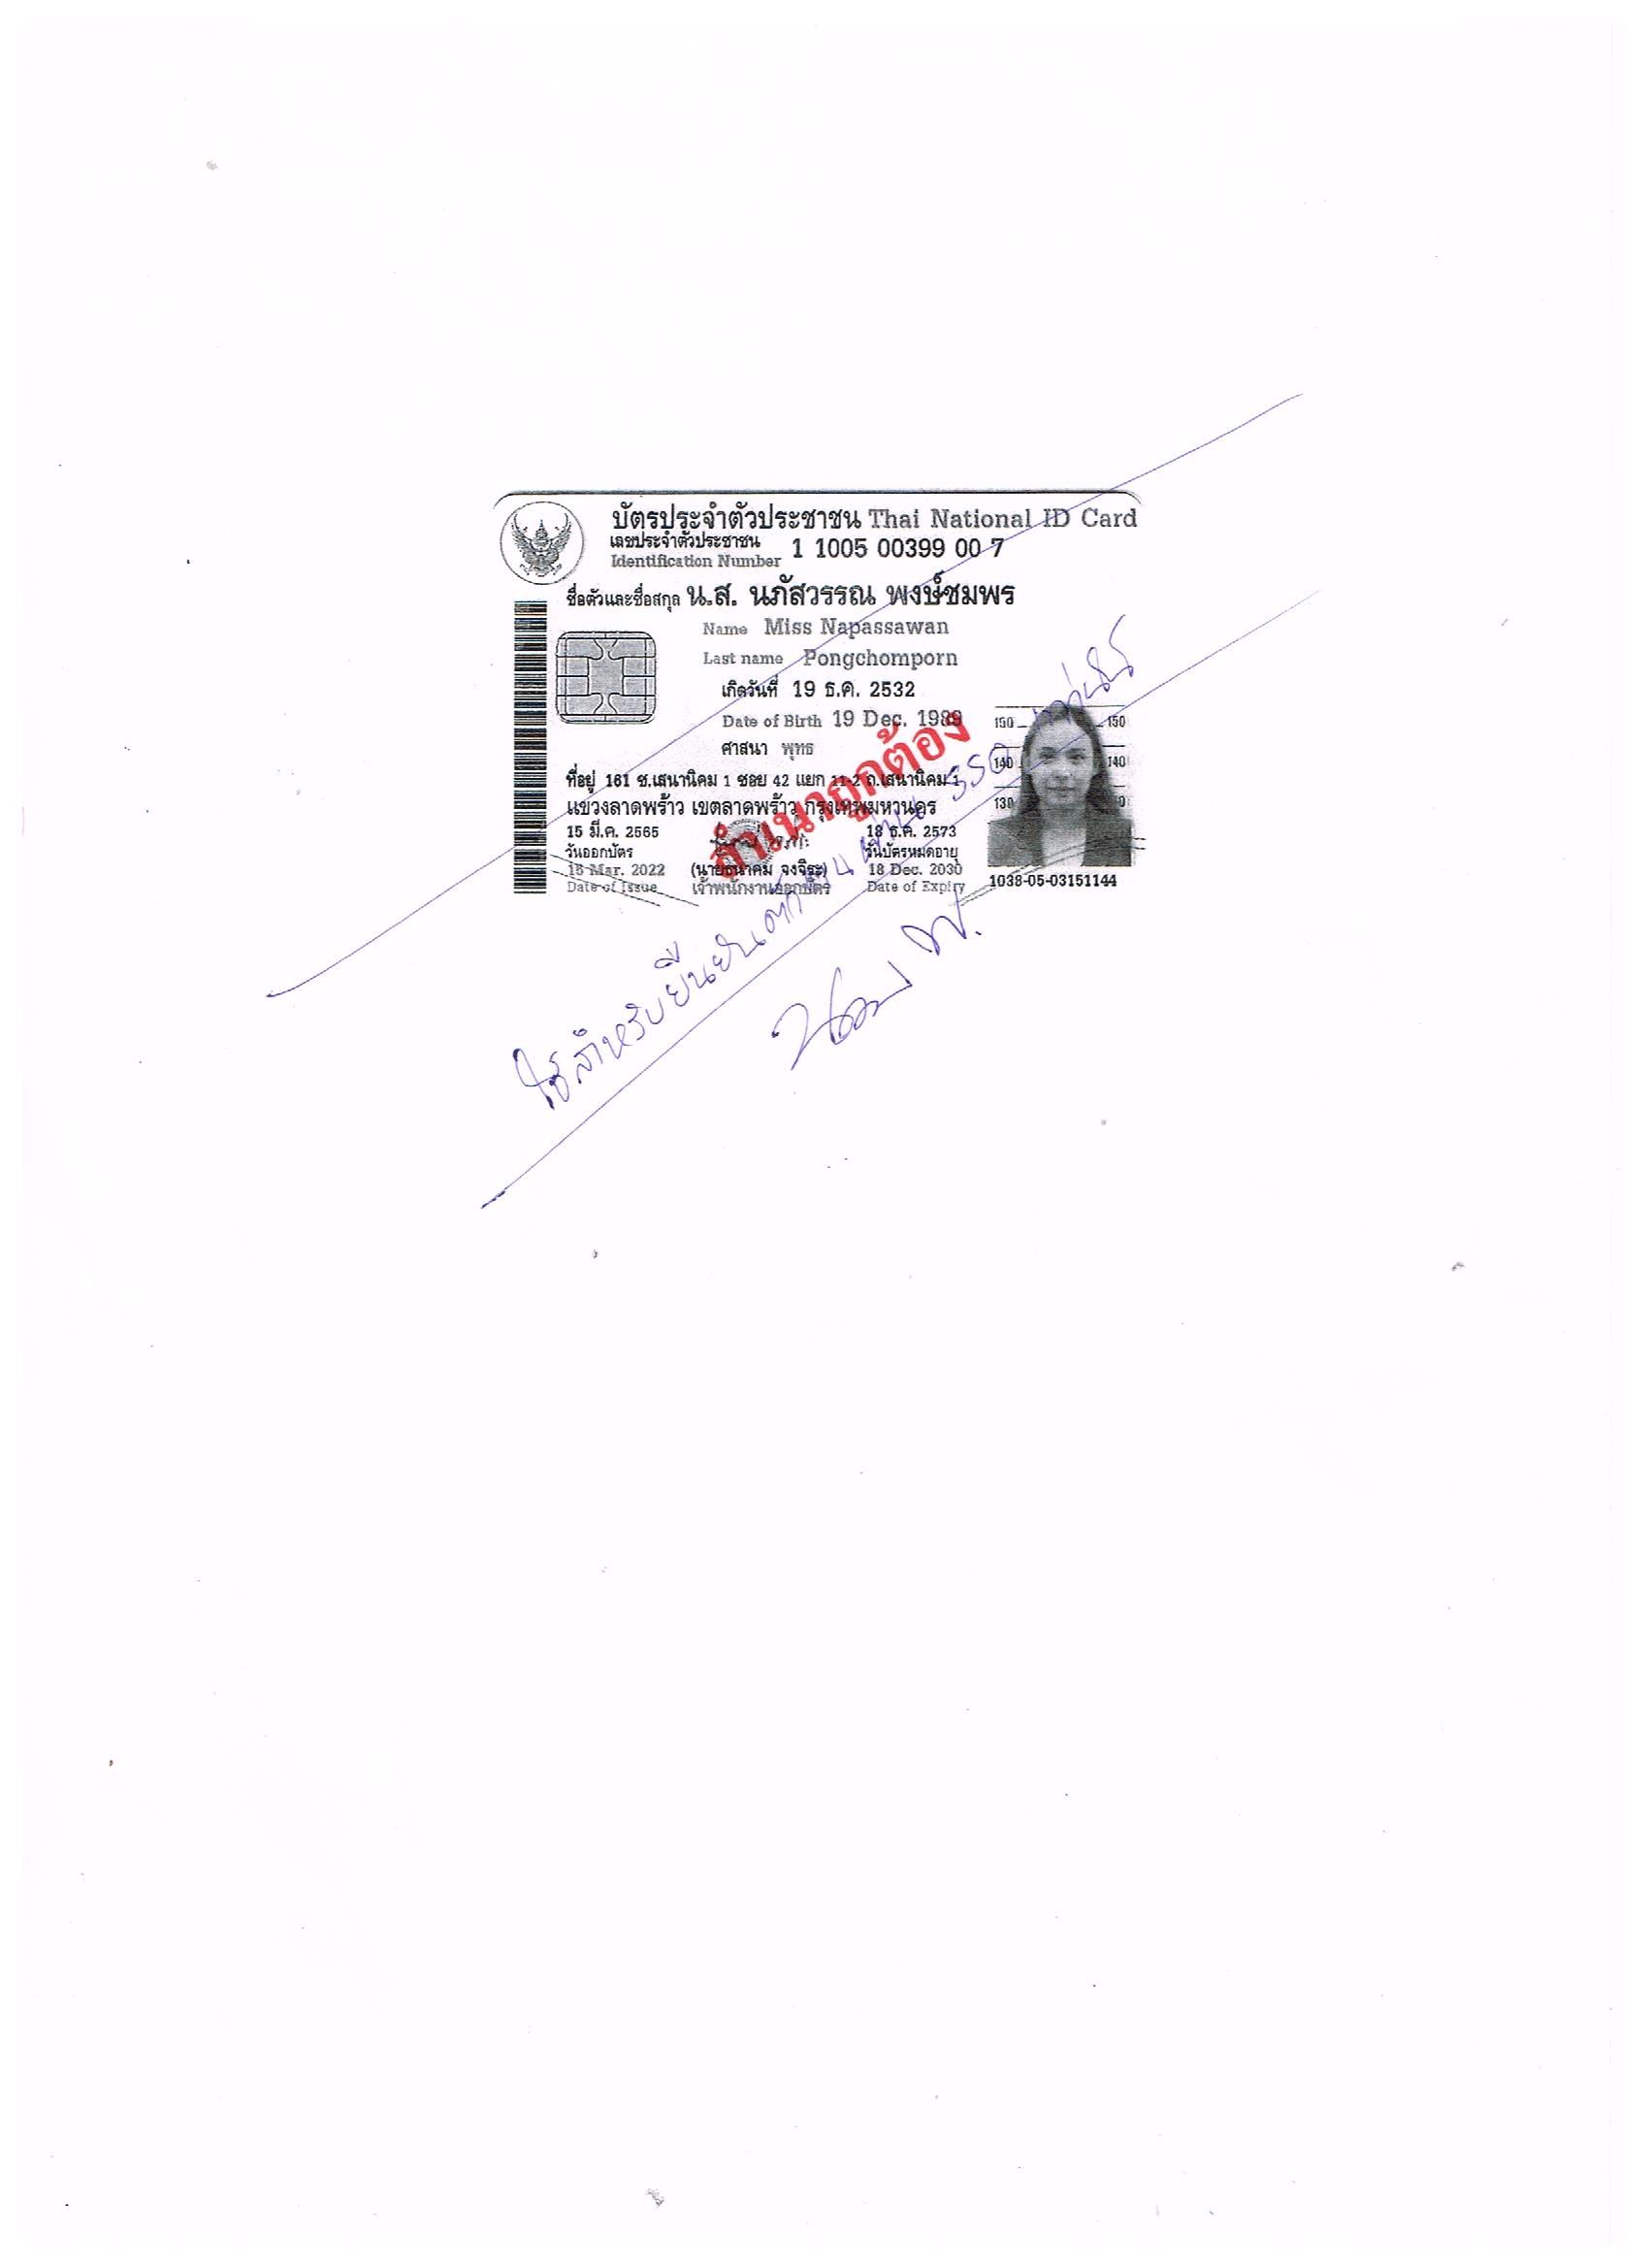 บัตรประจำตัวประชาชน Thai National ID Card
เลขประจำตัวประชาชน
Identification Number 1 1005 00399 00 7
ชื่อตัวและชื่อสกุล น.ส. นภัสวรรณ พงษ์ชมพร
Name Miss Napassawan
Last name Pongchomporn
เกิดวันที่ 19 ธ.ค. 2532
Date of Birth 19 Dec. 1989
ศาสนา พุทธ
ที่อยู่ 161 ซ.เสนานิคม 1 ซอย 42 แยก 11-2 ถ.เสนานิคม 1
แขวงลาดพร้าว เขตลาดพร้าว กรุงเทพมหานคร
15 มี.ค. 2565
วันออกบัตร
15 Mar. 2022
Date of Issue
(นายธนาคม จงจิระ)
เจ้าพนักงานออกบัตร
18 ธ.ค. 2573
วันบัตรหมดอายุ
18 Dec. 2030
Date of Expiry
150 150
140 140
130
1038-05-03151144
สำเนาถูกต้อง
ใช้สำหรับยืนยันตัวตน ผ่าน SSO เท่านั้น